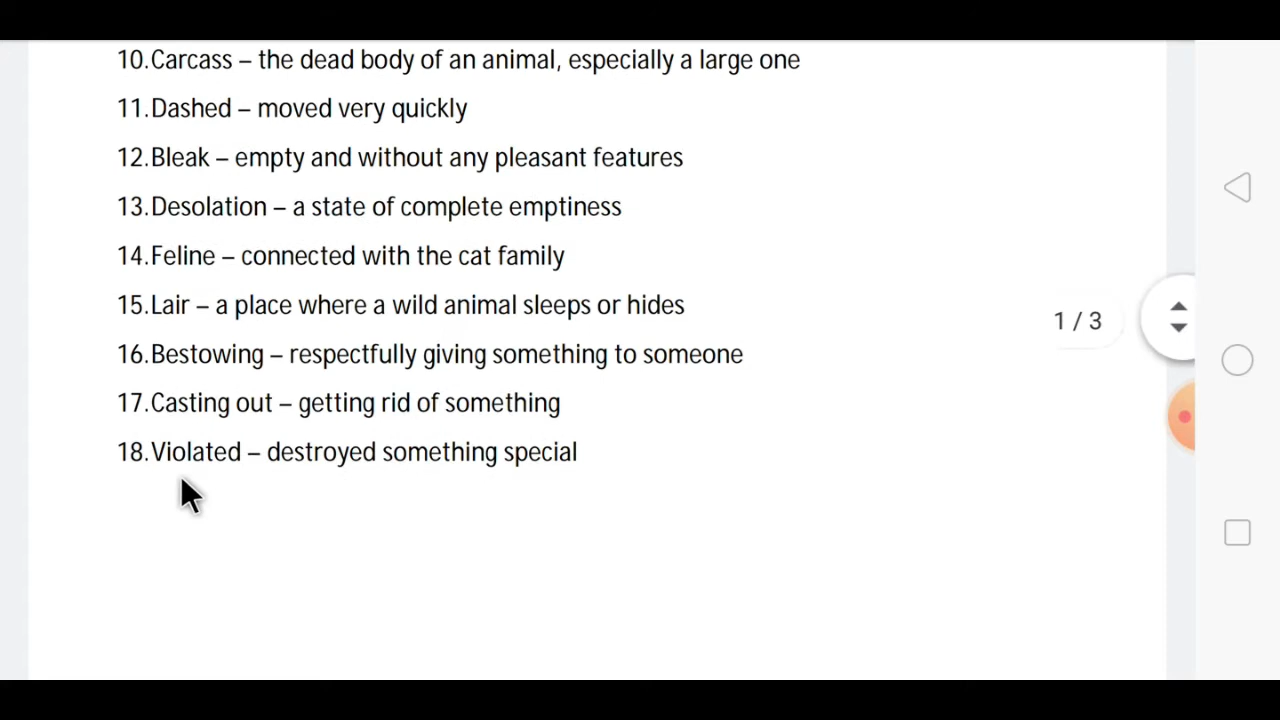 10.Carcass – the dead body of an animal, especially a large one
11.Dashed – moved very quickly
12.Bleak – empty and without any pleasant features
13.Desolation – a state of complete emptiness
14.Feline – connected with the cat family
15.Lair – a place where a wild animal sleeps or hides
1 / 3
16.Bestowing – respectfully giving something to someone
17.Casting out – getting rid of something
18.Violated – destroyed something special